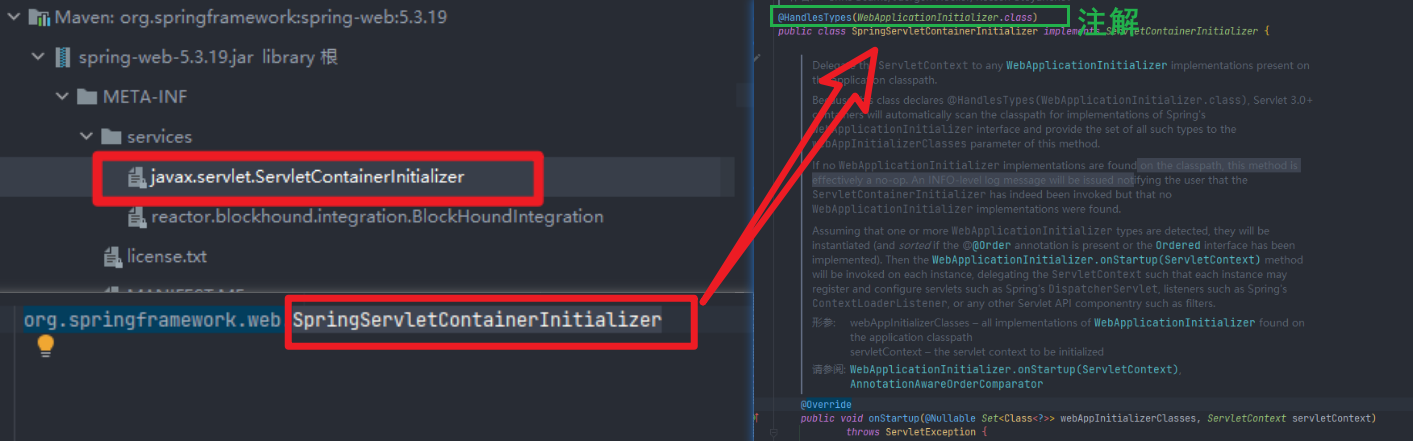 Maven: org.springframework:spring-web:5.3.19
spring-web-5.3.19.jar library 根
META-INF
services
javax.servlet.ServletContainerInitializer
reactor.blockhound.integration.BlockHoundIntegration
license.txt
org.springframework.web.SpringServletContainerInitializer
@HandlesTypes(WebApplicationInitializer.class)
注解
public class SpringServletContainerInitializer implements ServletContainerInitializer {
Delegate the ServletContext to any WebApplicationInitializer implementations present on
the application classpath.
Because this class declares @HandlesTypes(WebApplicationInitializer.class), Servlet 3.0+
containers will automatically scan the classpath for implementations of Spring's
WebApplicationInitializer interface and provide the set of all such types to the
webAppInitializerClasses parameter of this method.
If no WebApplicationInitializer implementations are found on the classpath, this method is
effectively a no-op. An INFO-level log message will be issued notifying the user that the
ServletContainerInitializer has indeed been invoked but that no
WebApplicationInitializer implementations were found.
Assuming that one or more WebApplicationInitializer types are detected, they will be
instantiated (and sorted if the @@Order annotation is present or the Ordered interface has been
implemented). Then the WebApplicationInitializer.onStartup(ServletContext) method
will be invoked on each instance, delegating the ServletContext such that each instance may
register and configure servlets such as Spring's DispatcherServlet, listeners such as Spring's
ContextLoaderListener, or any other Servlet API componentry such as filters.
形参: webAppInitializerClasses – all implementations of WebApplicationInitializer found on
the application classpath
servletContext – the servlet context to be initialized
请参阅: WebApplicationInitializer.onStartup(ServletContext),
AnnotationAwareOrderComparator
@Override
public void onStartup(@Nullable Set<Class<?>> webAppInitializerClasses, ServletContext servletContext)
throws ServletException {